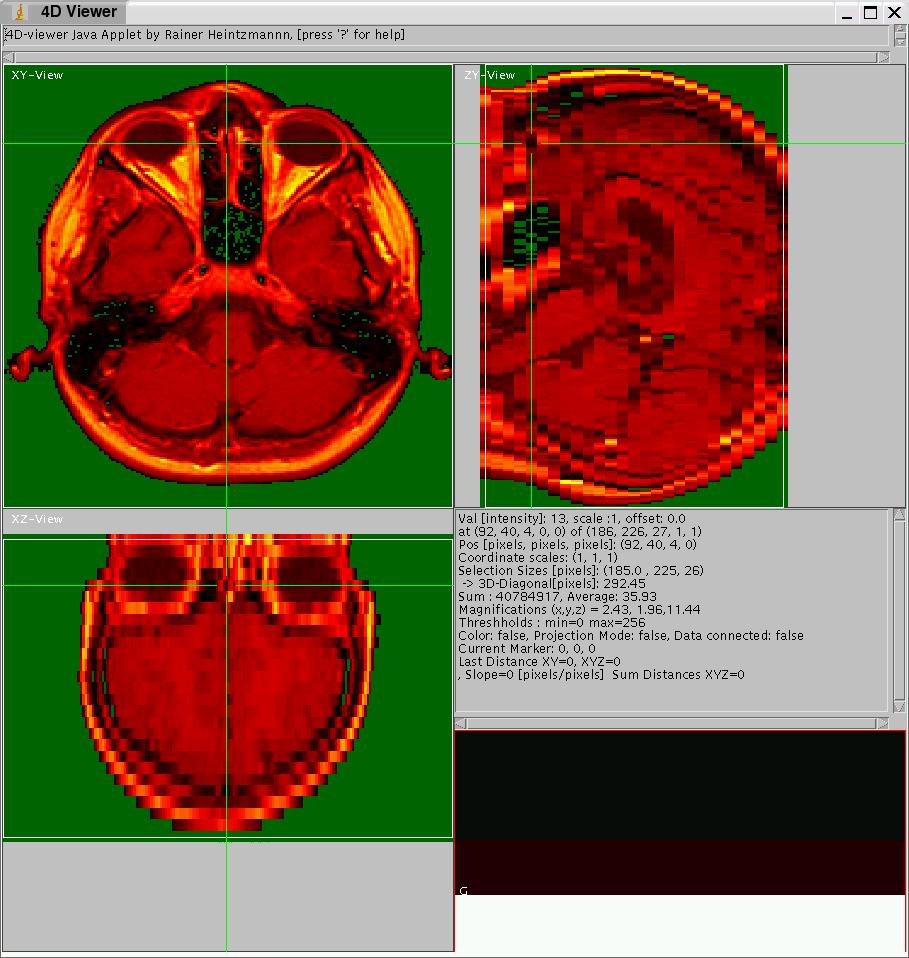 4D Viewer
4D-viewer Java Applet by Rainer Heintzmannn, [press '?' for help]
XY-View
ZY-View
XZ-View
Val [intensity]: 13, scale :1, offset: 0.0
at (92, 40, 4, 0, 0) of (186, 226, 27, 1, 1)
Pos [pixels, pixels, pixels]: (92, 40, 4, 0)
Coordinate scales: (1, 1, 1)
Selection Sizes [pixels]: (185.0 , 225, 26)
-> 3D-Diagonal[pixels]: 292.45
Sum : 40784917, Average: 35.93
Magnifications (x,y,z) = 2.43, 1.96,11.44
Threshholds : min=0 max=256
Color: false, Projection Mode: false, Data connected: false
Current Marker: 0, 0, 0
Last Distance XY=0, XYZ=0
, Slope=0 [pixels/pixels]  Sum Distances XYZ=0
G